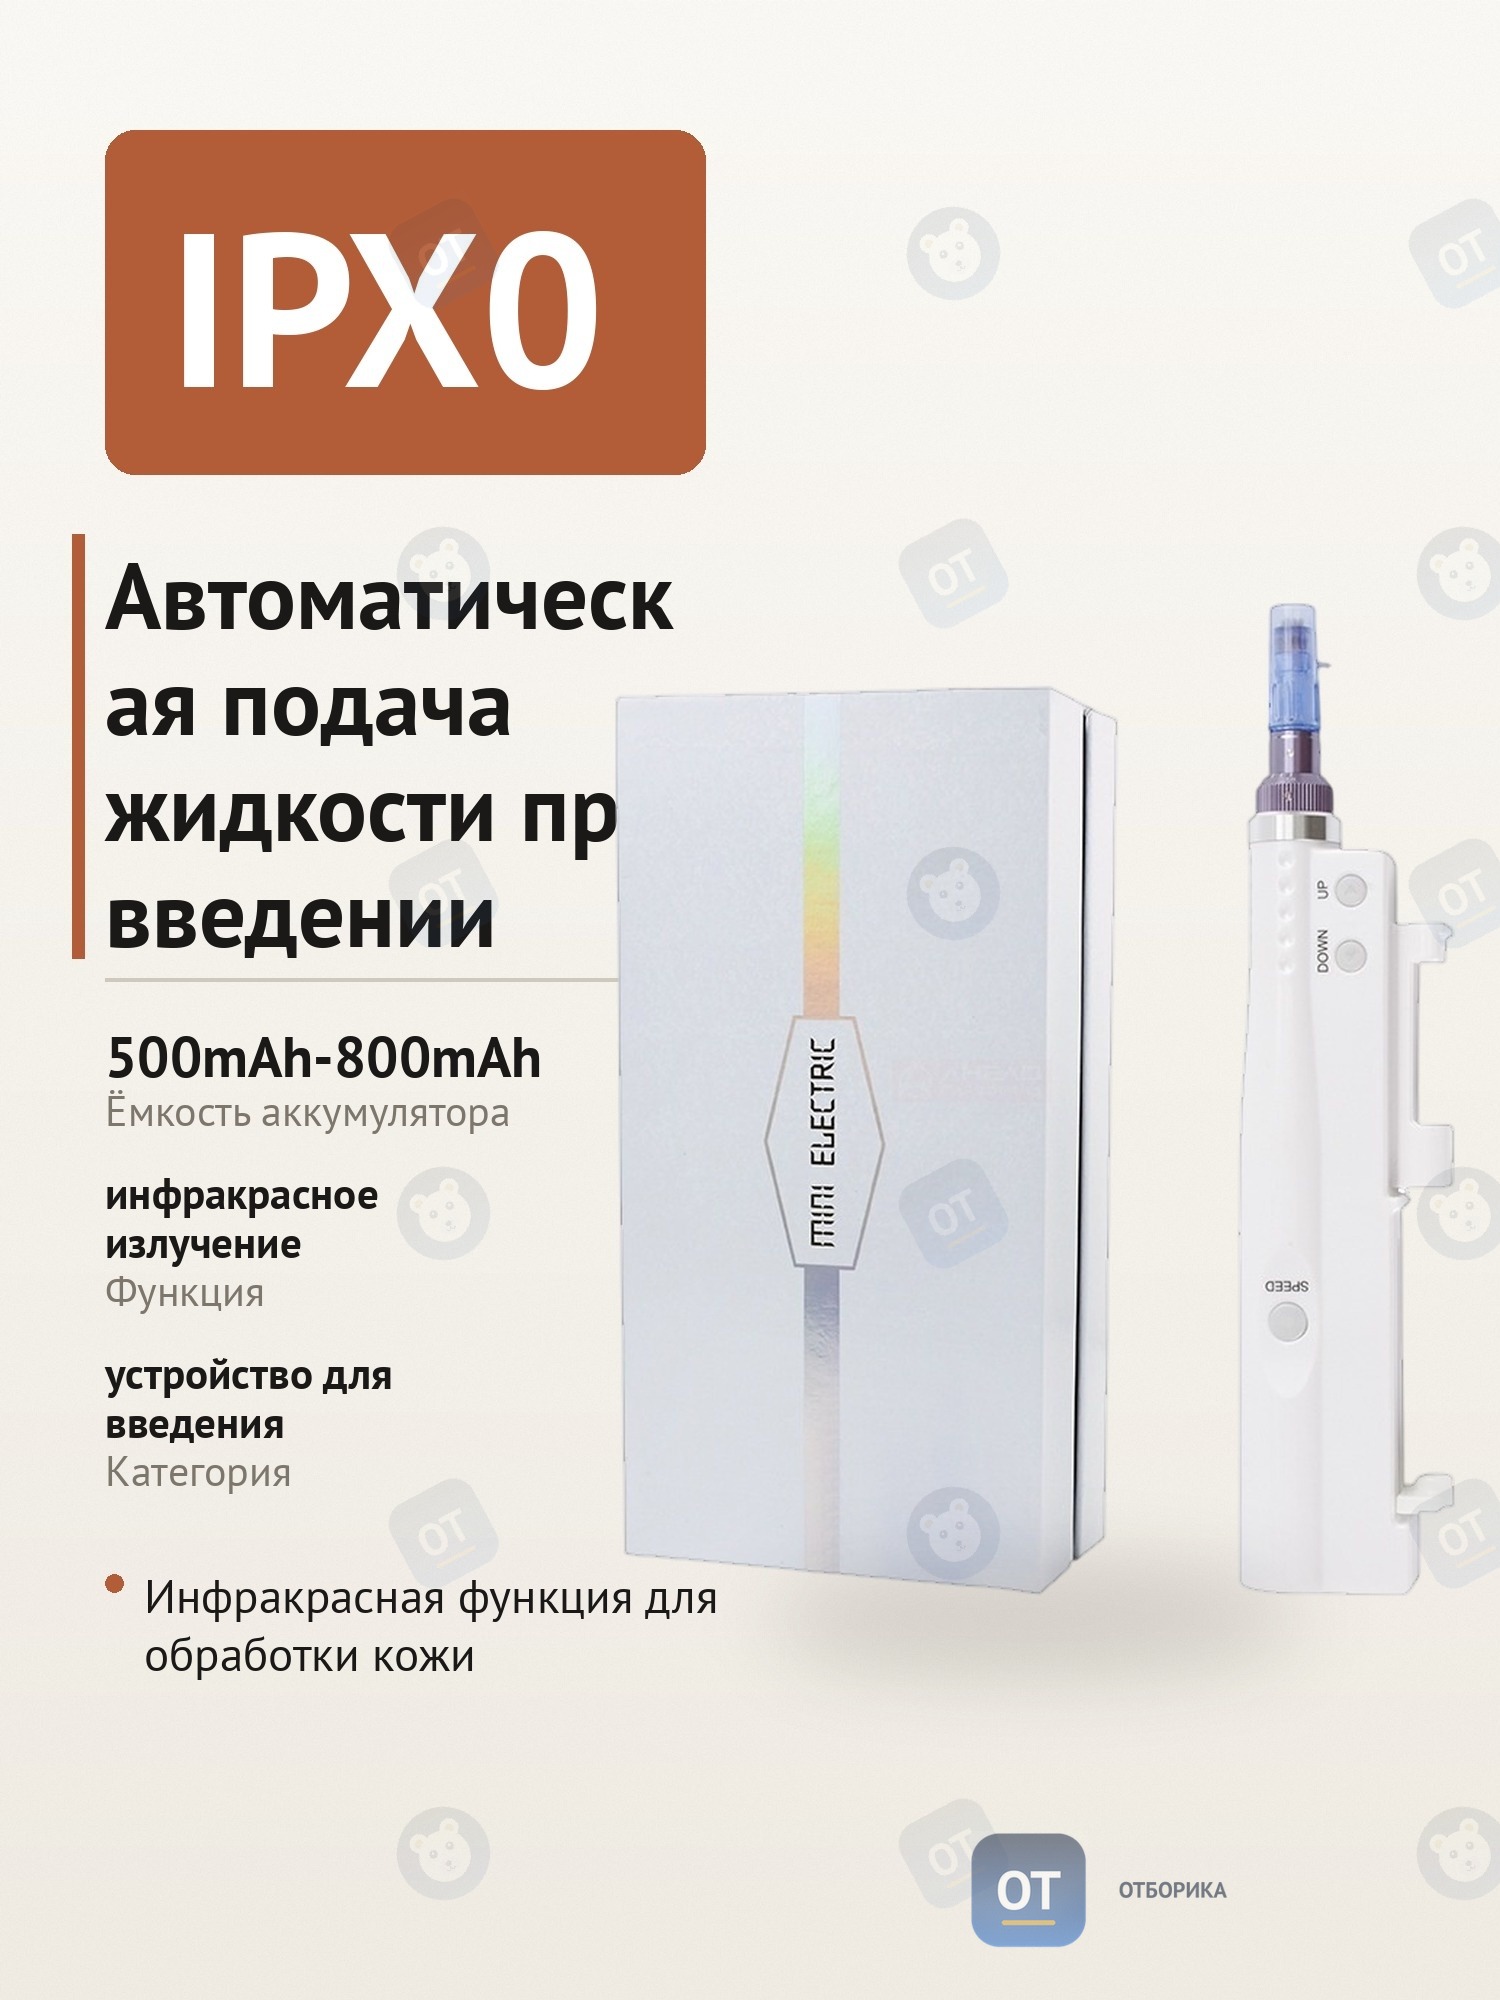 IPX0
Автоматическ
ая подача
жидкости пр
введении
500mAh-800mAh
Ёмкость аккумулятора
инфракрасное
излучение
Функция
устройство для
введения
Категория
Инфракрасная функция для
обработки кожи
MINI ELECTRIC
UP
DOWN
SPEED
ОТ
ОТБОРИКА